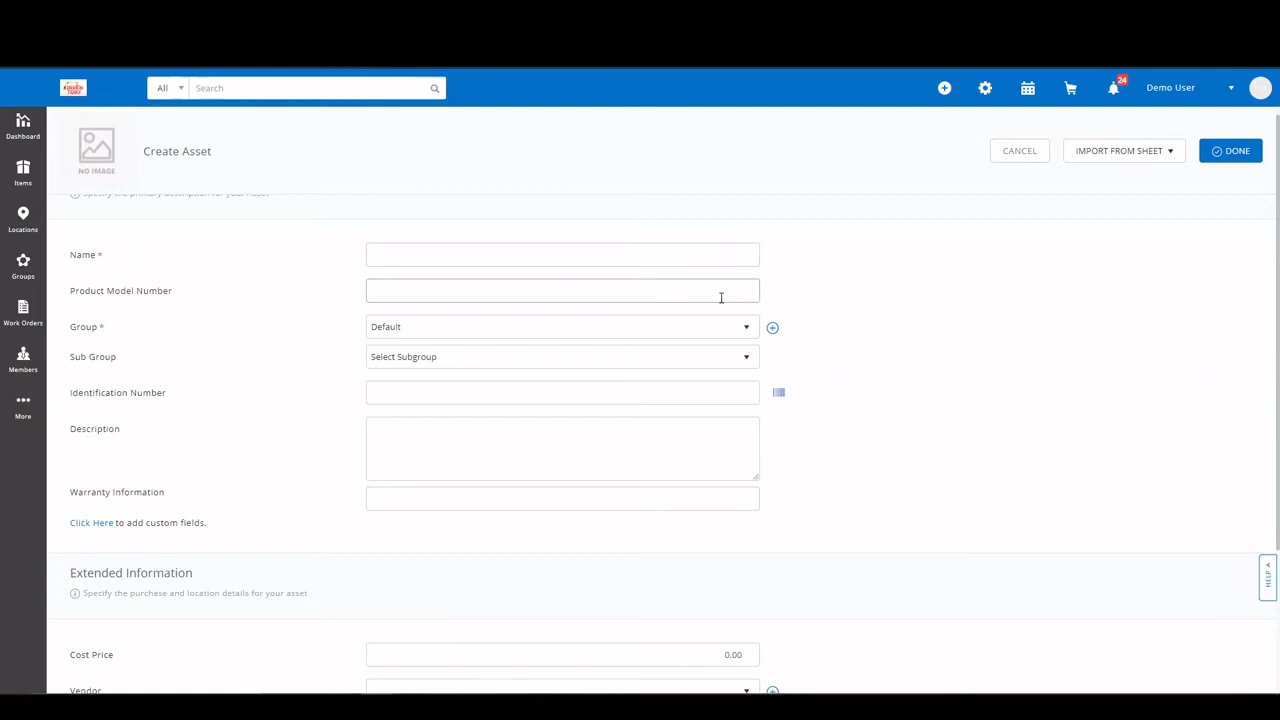 All
Search
24
Demo User
Dashboard
Items
Locations
Groups
Work Orders
Members
More
NO IMAGE
Create Asset
CANCEL
IMPORT FROM SHEET
DONE
Specify the primary description for your Asset
Name *
Product Model Number
Group *
Default
Sub Group
Select Subgroup
Identification Number
Description
Warranty Information
Click Here to add custom fields.
Extended Information
Specify the purchase and location details for your asset
HELP
Cost Price
0.00
Vendor